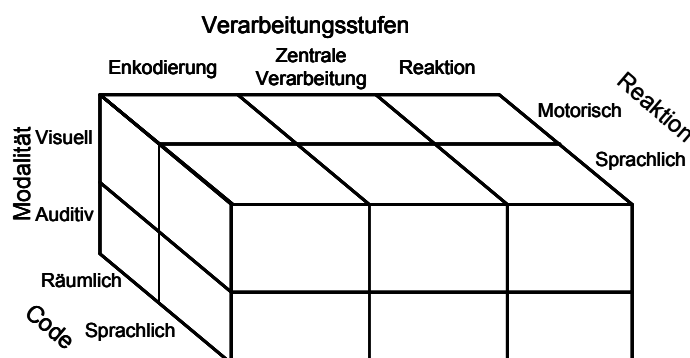 Verarbeitungsstufen
Enkodierung
Zentrale
Verarbeitung
Reaktion
Reaktion
Motorisch
Sprachlich
Modalität
Visuell
Auditiv
Räumlich
Sprachlich
Code